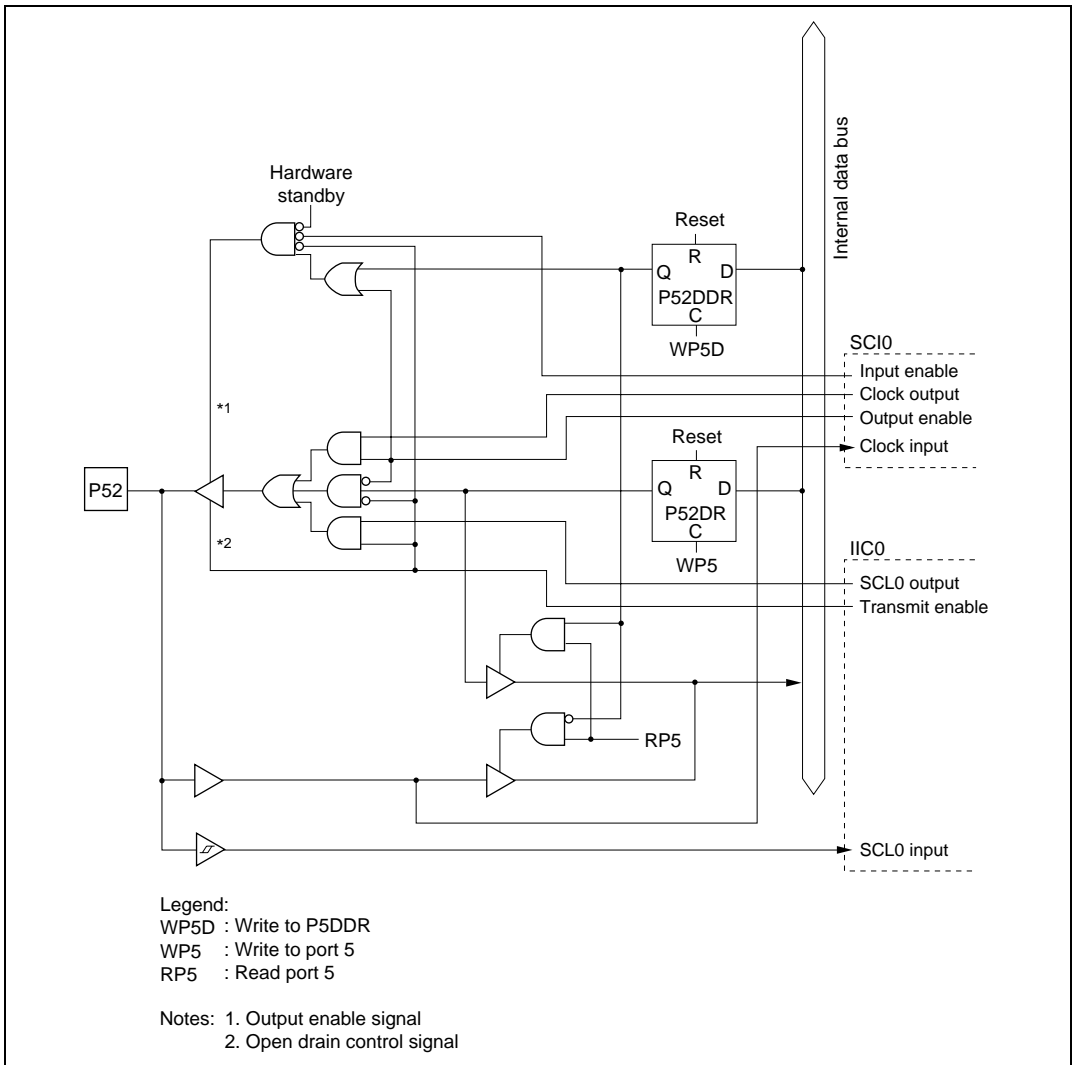 Hardware
standby
Internal data bus
Reset
R
Q D
P52DDR
C
WP5D
SCI0
Input enable
Clock output
Output enable
Clock input
*1
Reset
R
Q D
P52DR
C
WP5
P52
*2
IIC0
SCL0 output
Transmit enable
RP5
SCL0 input
Legend:
WP5D : Write to P5DDR
WP5 : Write to port 5
RP5 : Read port 5
Notes: 1. Output enable signal
2. Open drain control signal